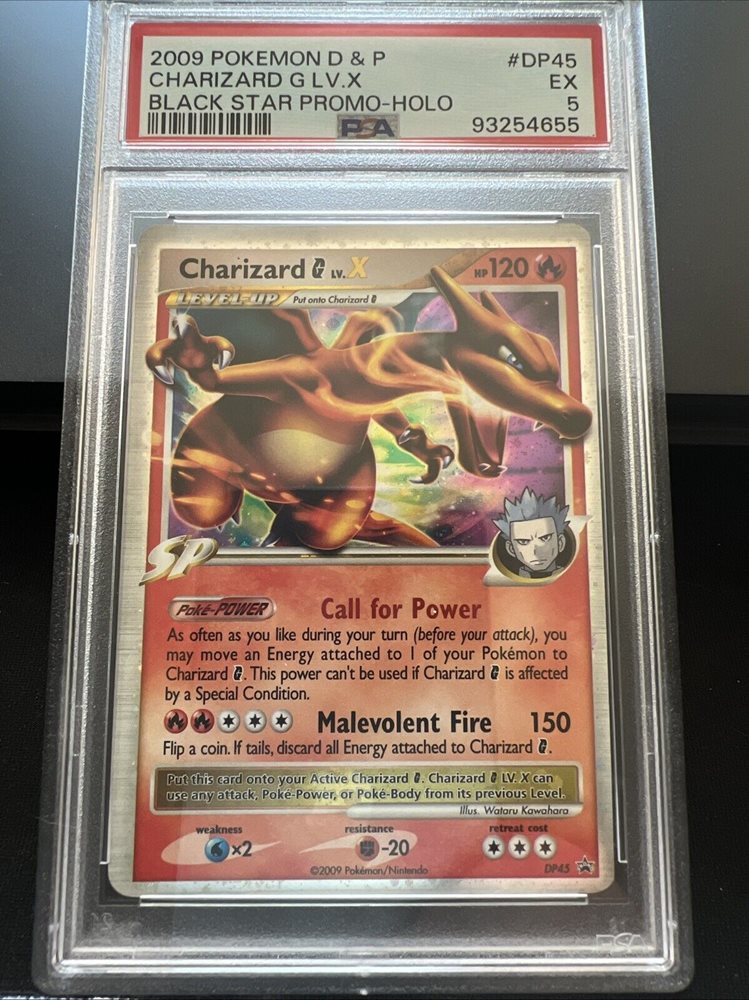 2009 POKEMON D & P #DP45
CHARIZARD G LV.X EX
BLACK STAR PROMO-HOLO 5
PSA 93254655
Charizard G LV.X HP 120
LEVEL-UP Put onto Charizard G
SP
Poké-POWER Call for Power
As often as you like during your turn (before your attack), you
may move an Energy attached to 1 of your Pokémon to
Charizard G. This power can't be used if Charizard G is affected
by a Special Condition.
Malevolent Fire 150
Flip a coin. If tails, discard all Energy attached to Charizard G.
Put this card onto your Active Charizard G. Charizard G LV.X can
use any attack, Poké-Power, or Poké-Body from its previous Level.
Illus. Wataru Kawahara
weakness resistance retreat cost
×2 -20
©2009 Pokémon/Nintendo DP45